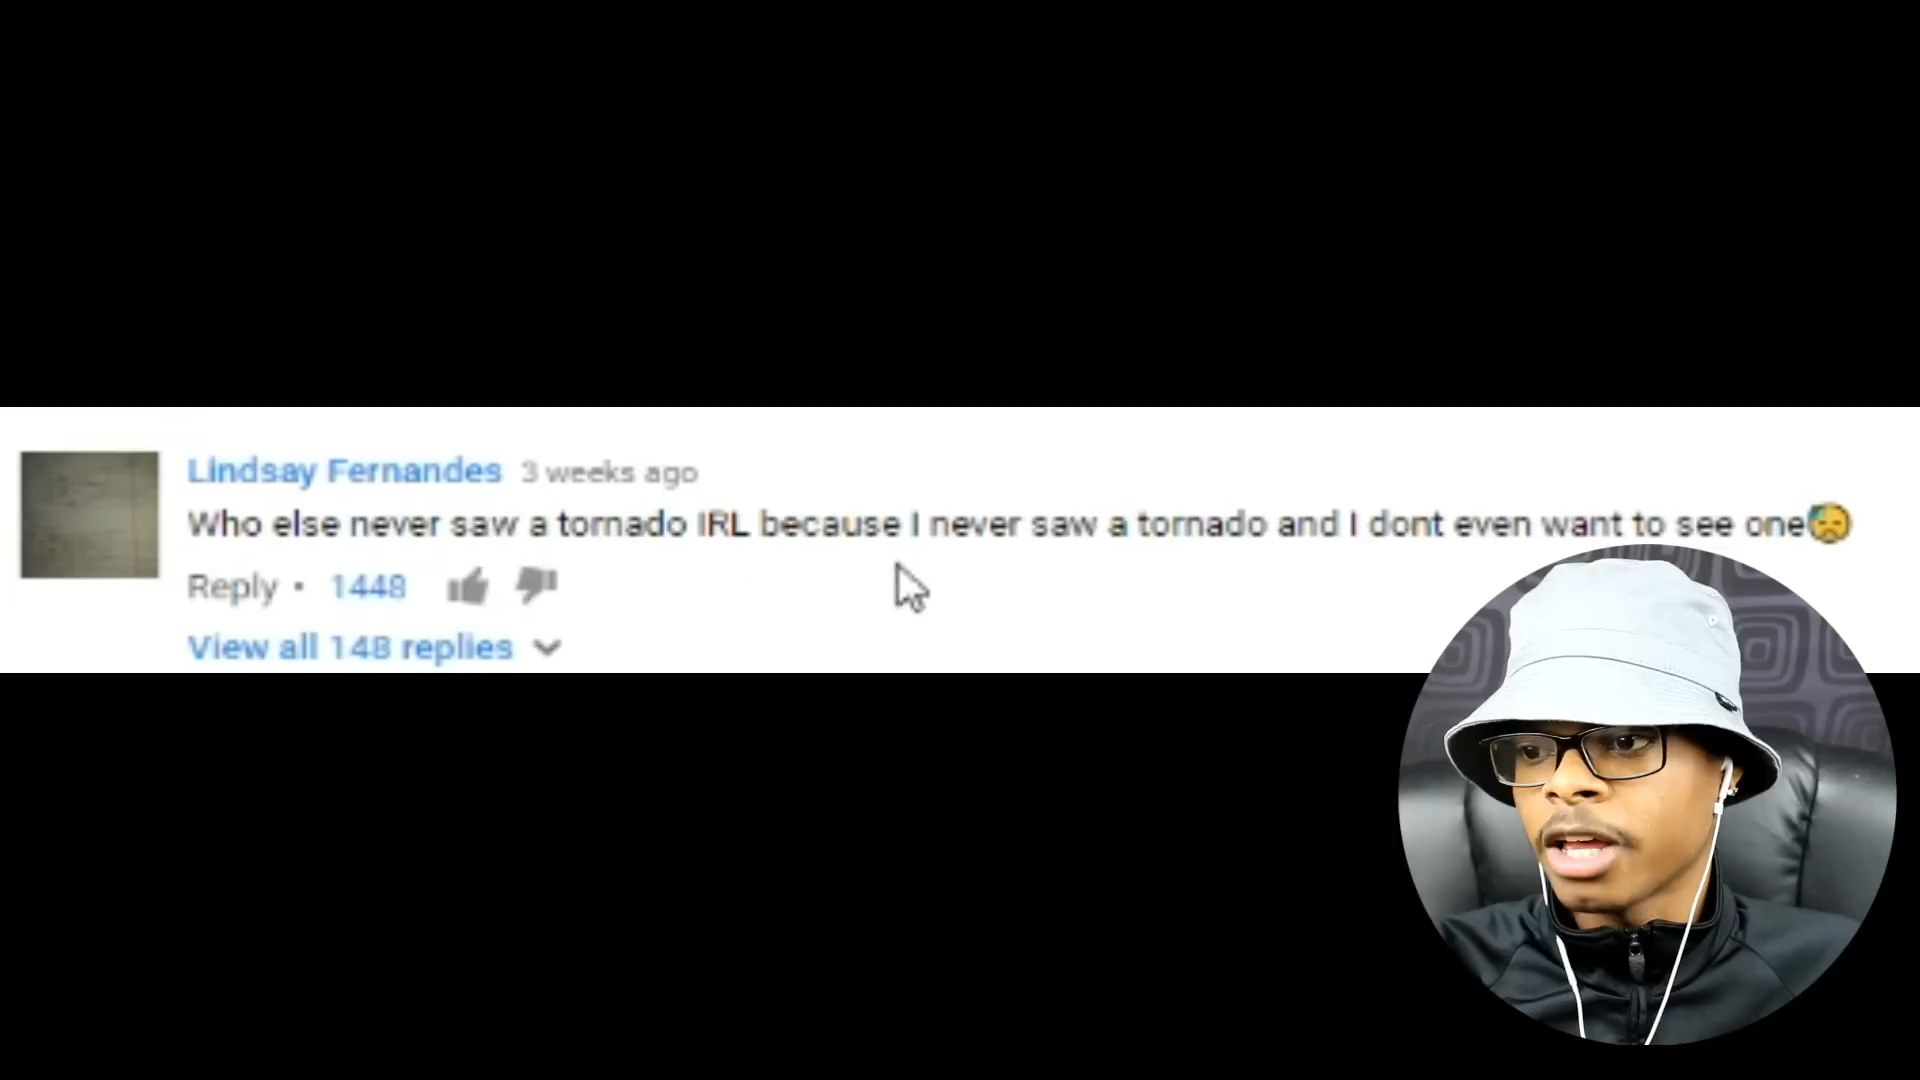 Lindsay Fernandes 3 weeks ago
Who else never saw a tornado IRL because I never saw a tornado and I dont even want to see one😓
Reply • 1448
View all 148 replies